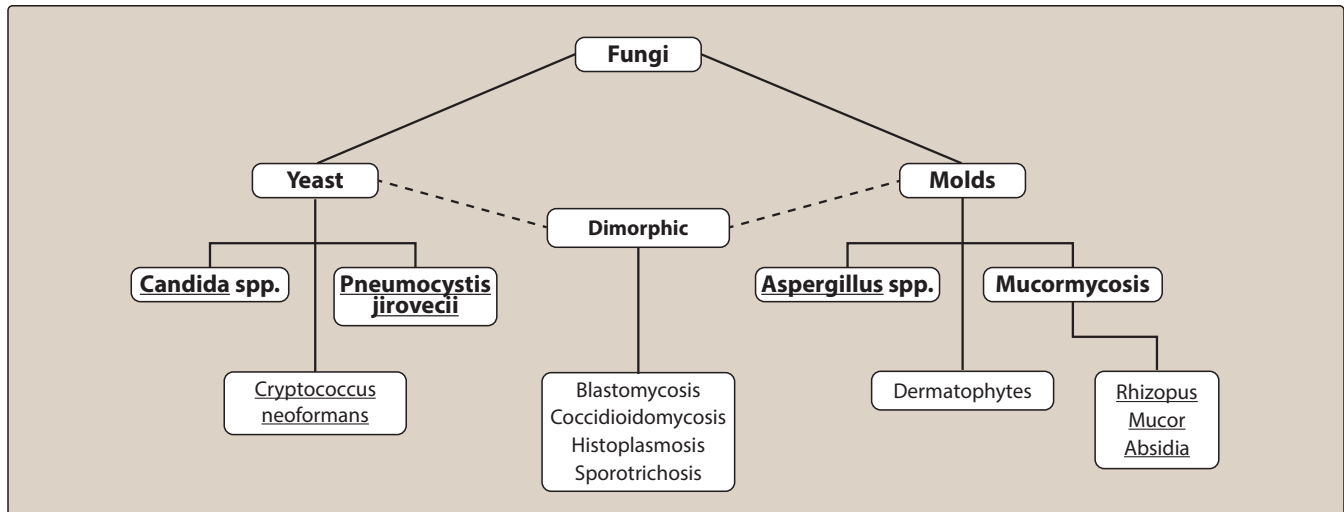 Fungi
Yeast
Molds
Dimorphic
Candida spp.
Pneumocystis
jirovecii
Aspergillus spp.
Mucormycosis
Cryptococcus
neoformans
Blastomycosis
Coccidioidomycosis
Histoplasmosis
Sporotrichosis
Dermatophytes
Rhizopus
Mucor
Absidia